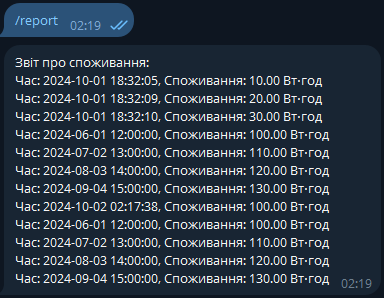 /report
02:19
Звіт про споживання:
Час: 2024-10-01 18:32:05, Споживання: 10.00 Вт·год
Час: 2024-10-01 18:32:09, Споживання: 20.00 Вт·год
Час: 2024-10-01 18:32:10, Споживання: 30.00 Вт·год
Час: 2024-06-01 12:00:00, Споживання: 100.00 Вт·год
Час: 2024-07-02 13:00:00, Споживання: 110.00 Вт·год
Час: 2024-08-03 14:00:00, Споживання: 120.00 Вт·год
Час: 2024-09-04 15:00:00, Споживання: 130.00 Вт·год
Час: 2024-10-02 02:17:38, Споживання: 100.00 Вт·год
Час: 2024-06-01 12:00:00, Споживання: 100.00 Вт·год
Час: 2024-07-02 13:00:00, Споживання: 110.00 Вт·год
Час: 2024-08-03 14:00:00, Споживання: 120.00 Вт·год
Час: 2024-09-04 15:00:00, Споживання: 130.00 Вт·год
02:19